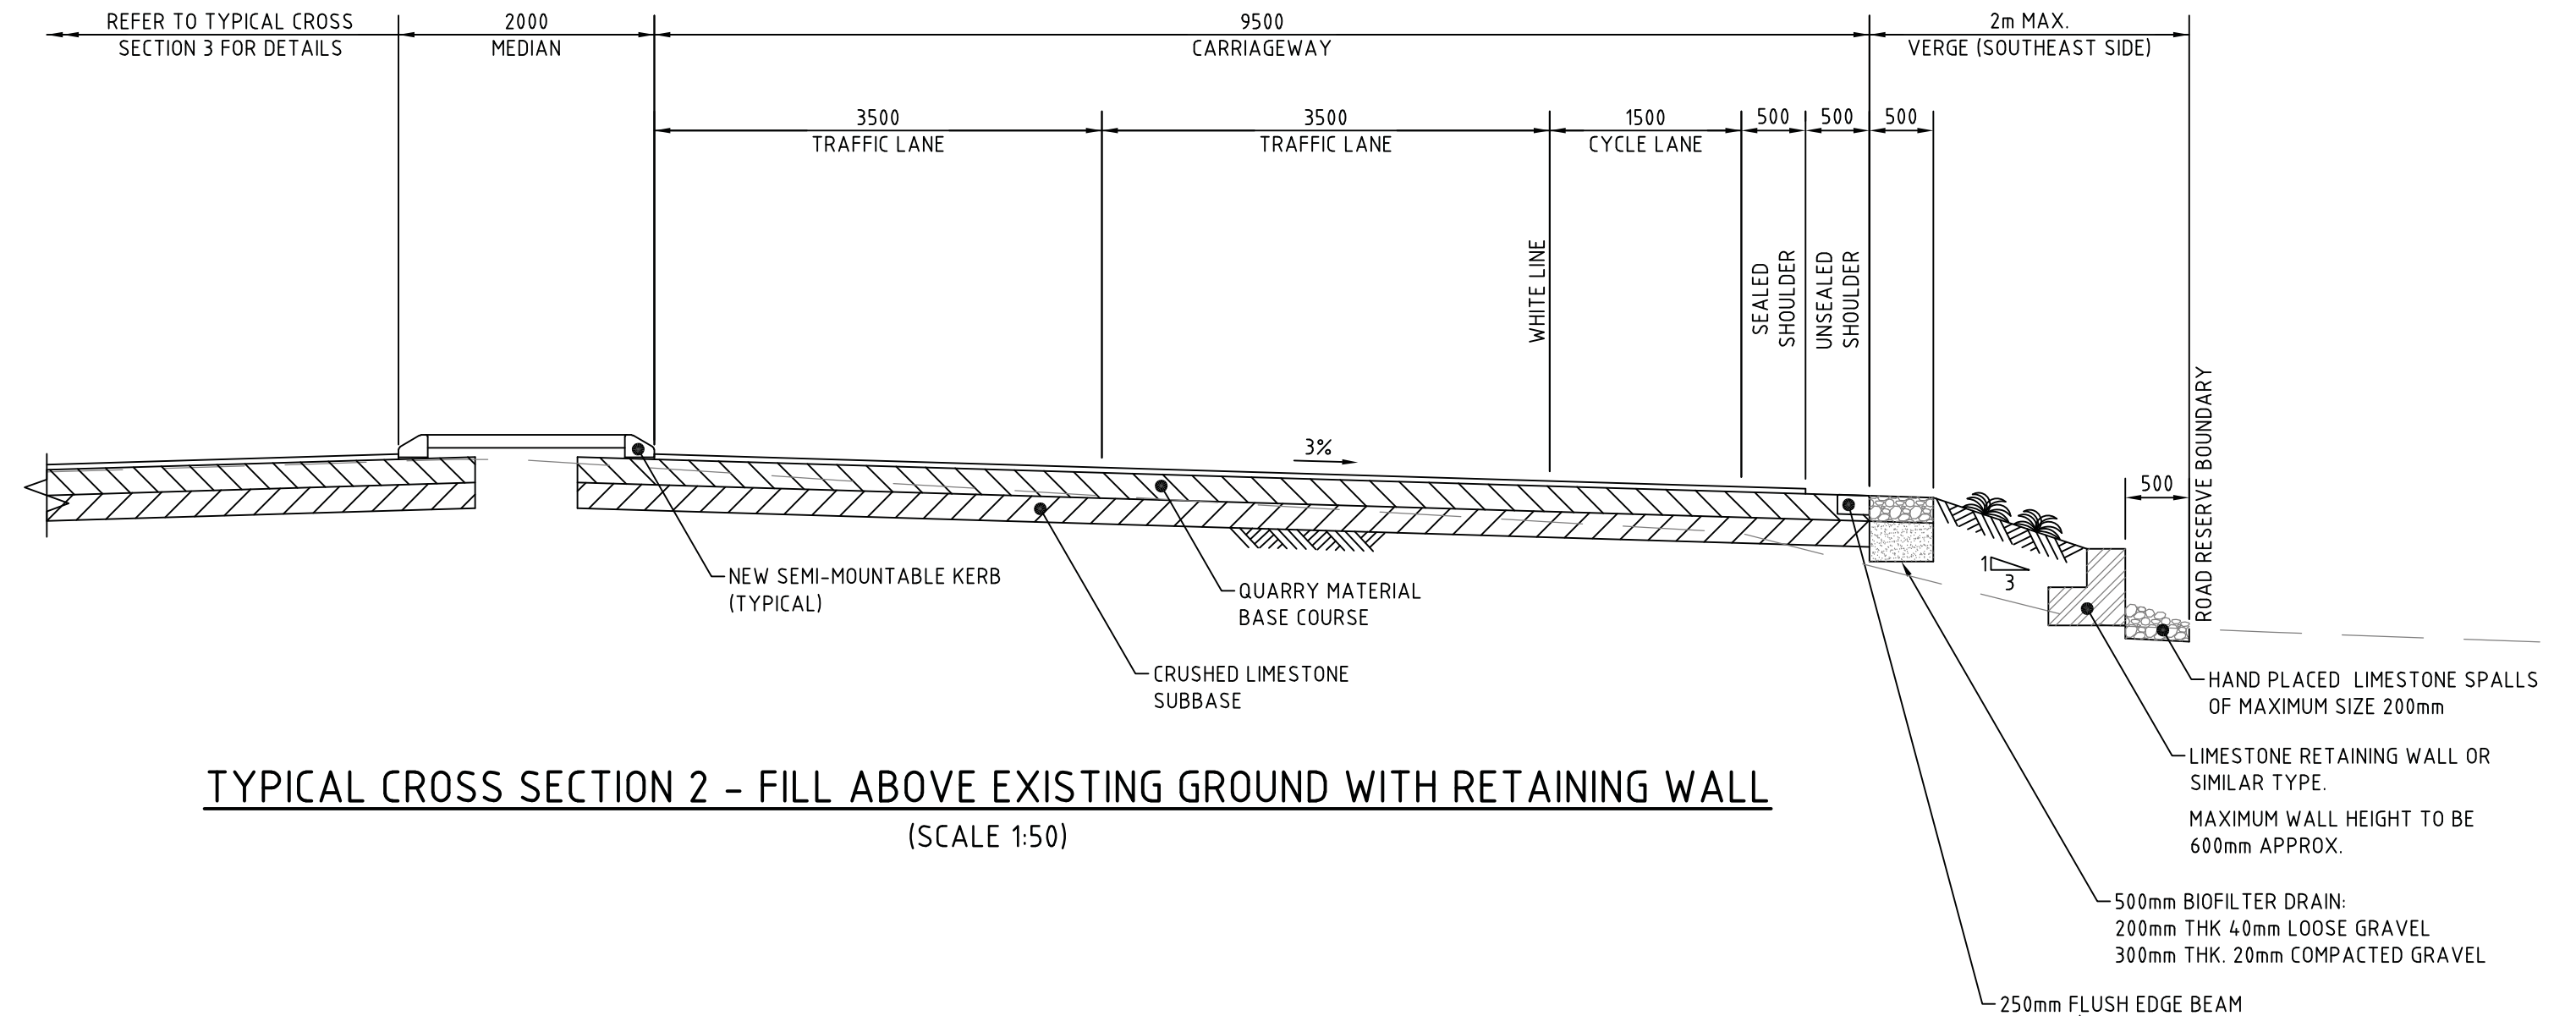 REFER TO TYPICAL CROSS
SECTION 3 FOR DETAILS
2000
MEDIAN
9500
CARRIAGEWAY
2m MAX.
VERGE (SOUTHEAST SIDE)
3500
TRAFFIC LANE
3500
TRAFFIC LANE
1500
CYCLE LANE
500
500
500
WHITE LINE
SEALED
SHOULDER
UNSEALED
SHOULDER
ROAD RESERVE BOUNDARY
3%
500
1
3
NEW SEMI-MOUNTABLE KERB
(TYPICAL)
QUARRY MATERIAL
BASE COURSE
CRUSHED LIMESTONE
SUBBASE
HAND PLACED LIMESTONE SPALLS
OF MAXIMUM SIZE 200mm
LIMESTONE RETAINING WALL OR
SIMILAR TYPE.
MAXIMUM WALL HEIGHT TO BE
600mm APPROX.
500mm BIOFILTER DRAIN:
200mm THK 40mm LOOSE GRAVEL
300mm THK. 20mm COMPACTED GRAVEL
250mm FLUSH EDGE BEAM
TYPICAL CROSS SECTION 2 - FILL ABOVE EXISTING GROUND WITH RETAINING WALL
(SCALE 1:50)